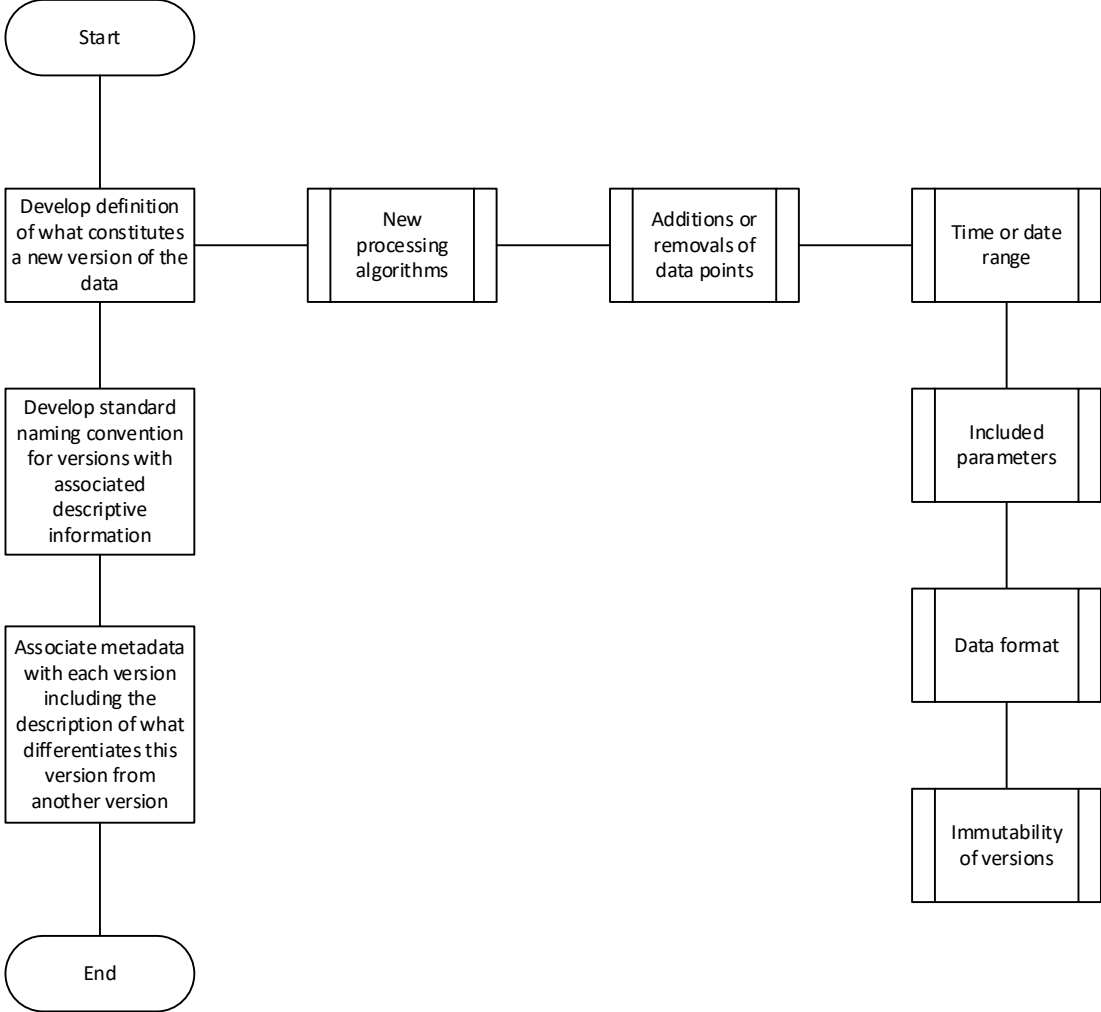 Start
Develop definition
of what constitutes
a new version of the
data
New
processing
algorithms
Additions or
removals of
data points
Time or date
range
Develop standard
naming convention
for versions with
associated
descriptive
information
Included
parameters
Associate metadata
with each version
including the
description of what
differentiates this
version from
another version
Data format
Immutability
of versions
End